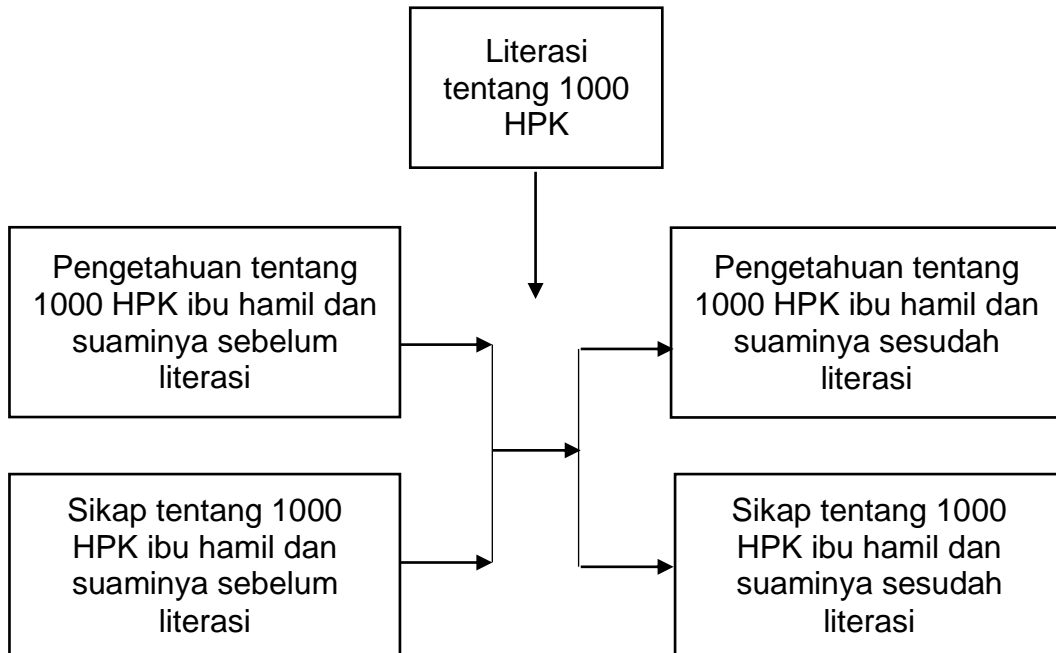 Literasi
tentang 1000
HPK
Pengetahuan tentang
1000 HPK ibu hamil dan
suaminya sebelum
literasi
Pengetahuan tentang
1000 HPK ibu hamil dan
suaminya sesudah
literasi
Sikap tentang 1000
HPK ibu hamil dan
suaminya sebelum
literasi
Sikap tentang 1000
HPK ibu hamil dan
suaminya sesudah
literasi